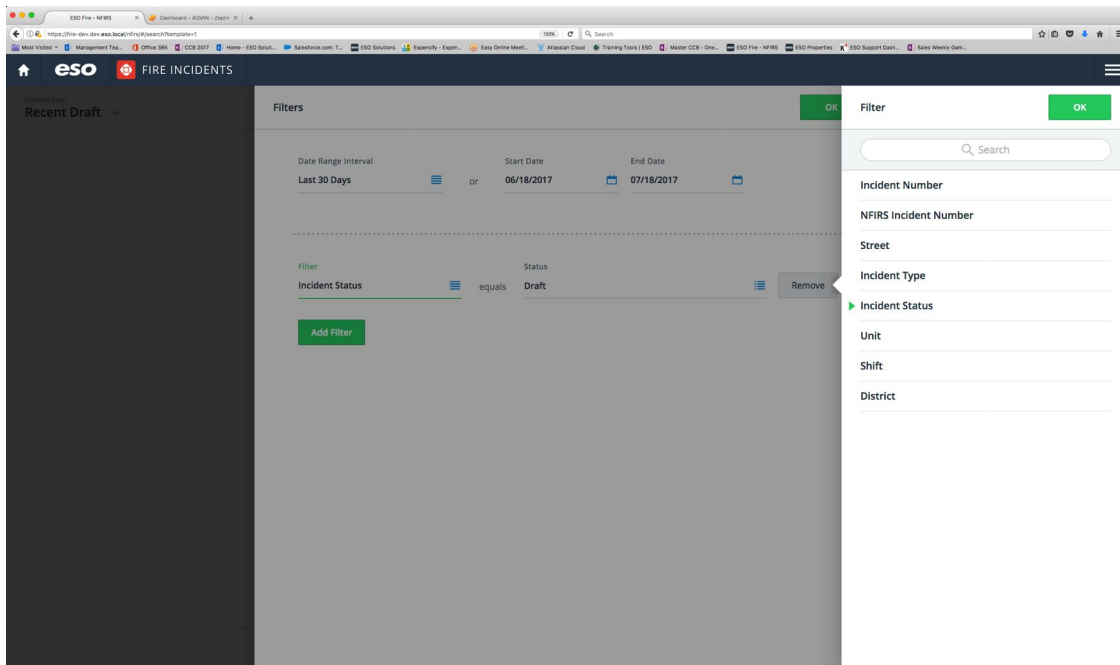 ESO Fire - NFIRS
Dashboard - ADMIN - Zeplin
https://fire-dev.dev.eso.local/nfirs/#/search?template=1
133%
Search
Most Visited
Management Tea...
Office 365
CCB 2017
Home - ESO Soluti...
Salesforce.com: T...
ESO Solutions
Expensify - Expen...
Easy Online Meet...
Atlassian Cloud
Training Tools | ESO
Master CCB - One...
ESO Fire - NFIRS
ESO Properties
ESO Support Dash...
Sales Weekly Gam...
eso
FIRE INCIDENTS
Selected View
Recent Draft
Filters
OK
Date Range Interval
Last 30 Days
or
Start Date
06/18/2017
End Date
07/18/2017
Filter
Incident Status
equals
Status
Draft
Remove
Add Filter
Filter
OK
Search
Incident Number
NFIRS Incident Number
Street
Incident Type
Incident Status
Unit
Shift
District